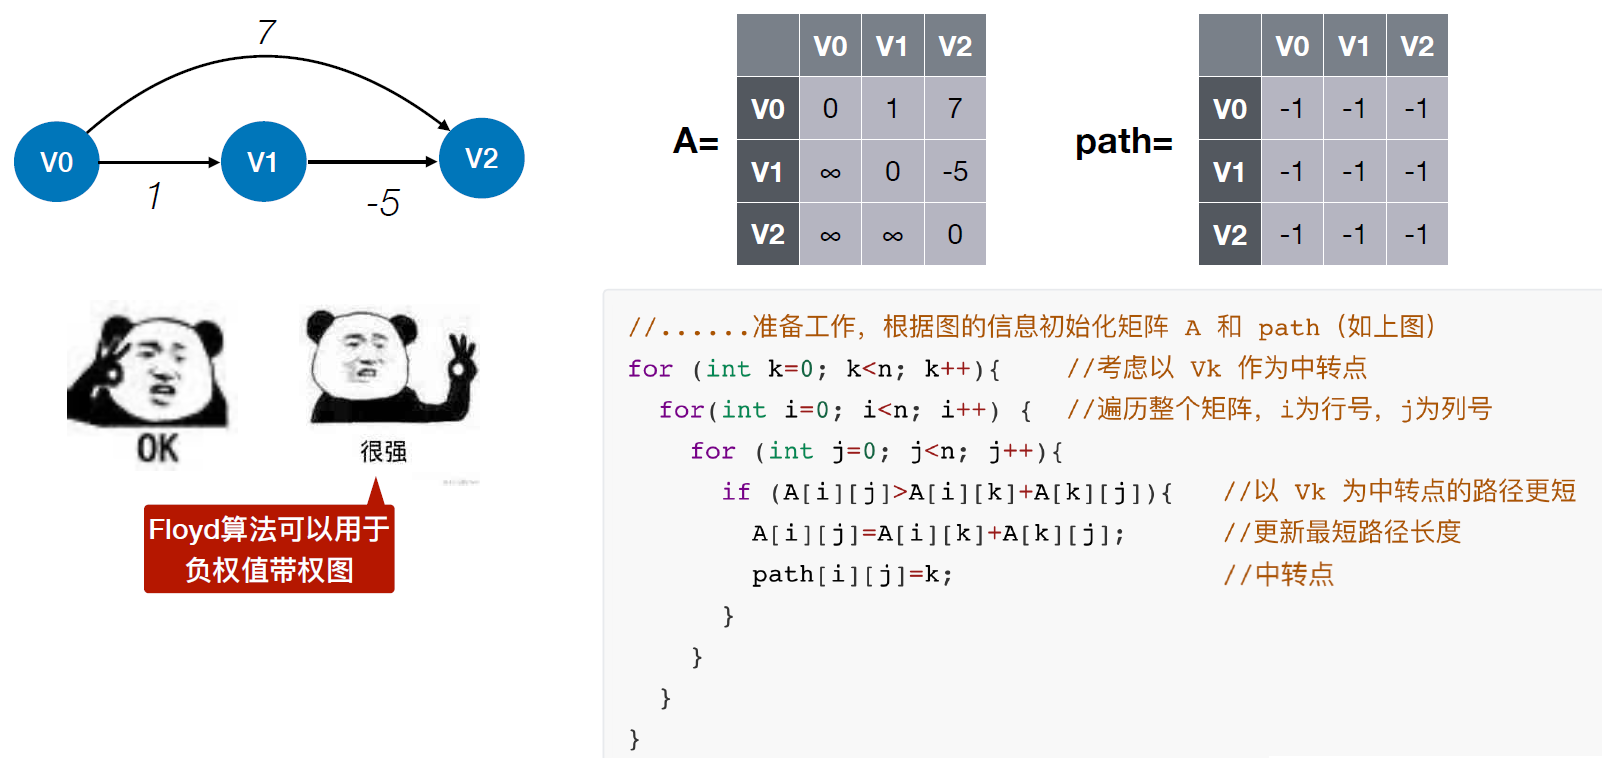 7
V0
V1
V2
1
-5
A=
V0 V1 V2
V0 0 1 7
V1 ∞ 0 -5
V2 ∞ ∞ 0
path=
V0 V1 V2
V0 -1 -1 -1
V1 -1 -1 -1
V2 -1 -1 -1
OK
很强
Floyd算法可以用于
负权值带权图
//......准备工作，根据图的信息初始化矩阵 A 和 path（如上图）
for (int k=0; k<n; k++){ //考虑以 Vk 作为中转点
for(int i=0; i<n; i++) { //遍历整个矩阵，i为行号，j为列号
for (int j=0; j<n; j++){
if (A[i][j]>A[i][k]+A[k][j]){ //以 Vk 为中转点的路径更短
A[i][j]=A[i][k]+A[k][j]; //更新最短路径长度
path[i][j]=k; //中转点
}
}
}
}